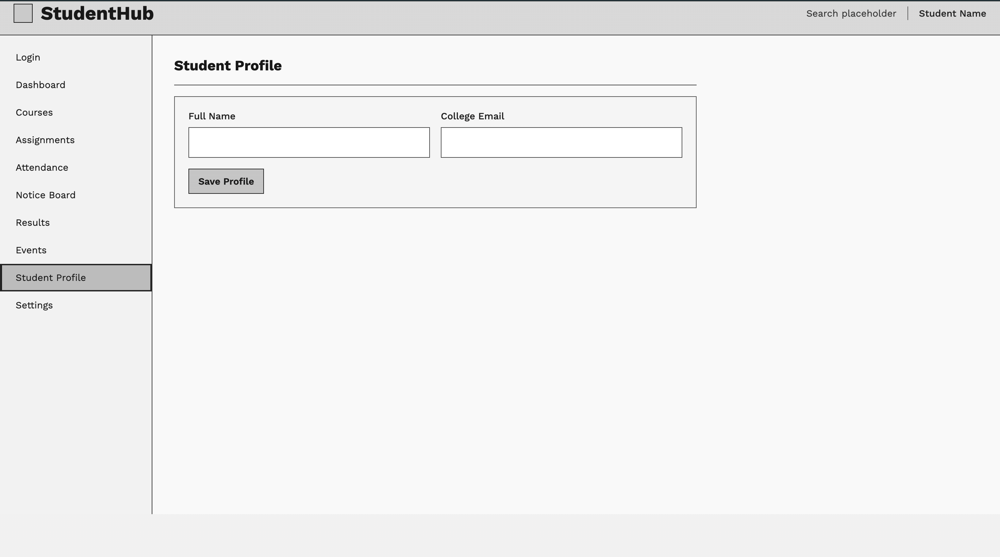 StudentHub
Search placeholder
Student Name
Login
Dashboard
Courses
Assignments
Attendance
Notice Board
Results
Events
Student Profile
Settings
Student Profile
Full Name
College Email
Save Profile